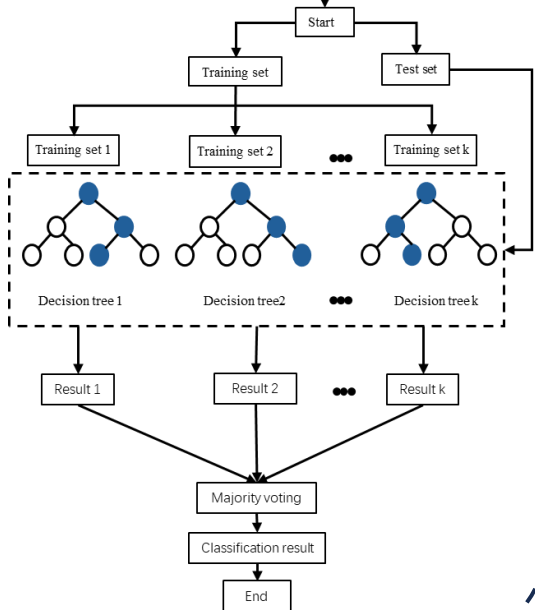 Start
Training set
Test set
Training set 1
Training set 2
Training set k
Decision tree 1
Decision tree2
Decision tree k
Result 1
Result 2
Result k
Majority voting
Classification result
End